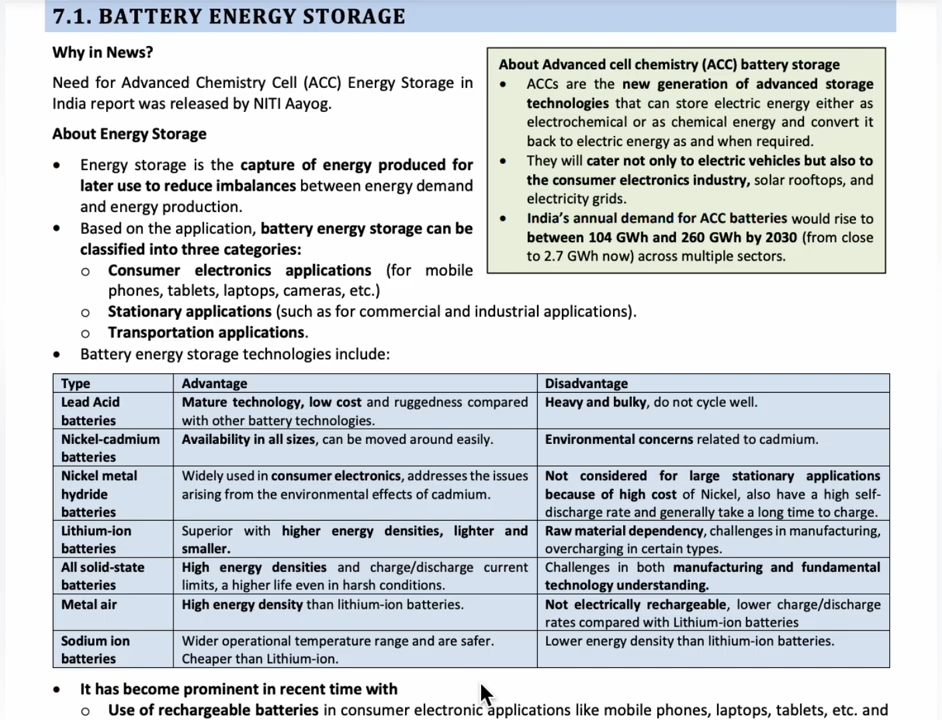 7.1. BATTERY ENERGY STORAGE
Why in News?
Need for Advanced Chemistry Cell (ACC) Energy Storage in
India report was released by NITI Aayog.
About Energy Storage
• Energy storage is the capture of energy produced for
later use to reduce imbalances between energy demand
and energy production.
• Based on the application, battery energy storage can be
classified into three categories:
o Consumer electronics applications (for mobile
phones, tablets, laptops, cameras, etc.)
o Stationary applications (such as for commercial and industrial applications).
o Transportation applications.
• Battery energy storage technologies include:
About Advanced cell chemistry (ACC) battery storage
• ACCs are the new generation of advanced storage
technologies that can store electric energy either as
electrochemical or as chemical energy and convert it
back to electric energy as and when required.
• They will cater not only to electric vehicles but also to
the consumer electronics industry, solar rooftops, and
electricity grids.
• India's annual demand for ACC batteries would rise to
between 104 GWh and 260 GWh by 2030 (from close
to 2.7 GWh now) across multiple sectors.
Type Advantage Disadvantage
Lead Acid
batteries
Mature technology, low cost and ruggedness compared
with other battery technologies.
Heavy and bulky, do not cycle well.
Nickel-cadmium
batteries
Availability in all sizes, can be moved around easily.
Environmental concerns related to cadmium.
Nickel metal
hydride
batteries
Widely used in consumer electronics, addresses the issues
arising from the environmental effects of cadmium.
Not considered for large stationary applications
because of high cost of Nickel, also have a high self-
discharge rate and generally take a long time to charge.
Lithium-ion
batteries
Superior with higher energy densities, lighter and
smaller.
Raw material dependency, challenges in manufacturing,
overcharging in certain types.
All solid-state
batteries
High energy densities and charge/discharge current
limits, a higher life even in harsh conditions.
Challenges in both manufacturing and fundamental
technology understanding.
Metal air
High energy density than lithium-ion batteries.
Not electrically rechargeable, lower charge/discharge
rates compared with Lithium-ion batteries
Sodium ion
batteries
Wider operational temperature range and are safer.
Cheaper than Lithium-ion.
Lower energy density than lithium-ion batteries.
• It has become prominent in recent time with
o Use of rechargeable batteries in consumer electronic applications like mobile phones, laptops, tablets, etc. and